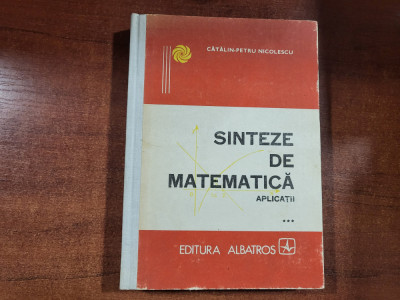 CĂTĂLIN-PETRU NICOLESCU
SINTEZE
DE
MATEMATICĂ
APLICAȚII
...
EDITURA ALBATROS